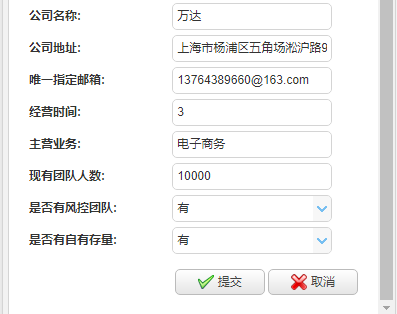 公司名称: 万达
公司地址: 上海市杨浦区五角场淞沪路9
唯一指定邮箱: 13764389660@163.com
经营时间: 3
主营业务: 电子商务
现有团队人数: 10000
是否有风控团队: 有
是否有自有存量: 有
提交 取消